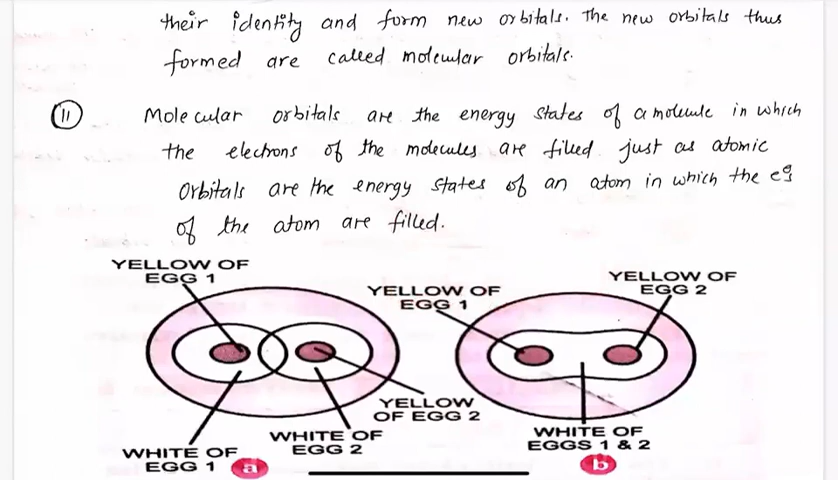 their identity and form new orbitals. The new orbitals thus
formed are called molecular orbitals.
11 Molecular orbitals are the energy states of a molecule in which
the electrons of the molecules are filled just as atomic
orbitals are the energy states of an atom in which the e⁻s
of the atom are filled.
YELLOW OF
EGG 1
WHITE OF
EGG 1
WHITE OF
EGG 2
YELLOW
OF EGG 2
a
YELLOW OF
EGG 1
YELLOW OF
EGG 2
WHITE OF
EGGS 1 & 2
b